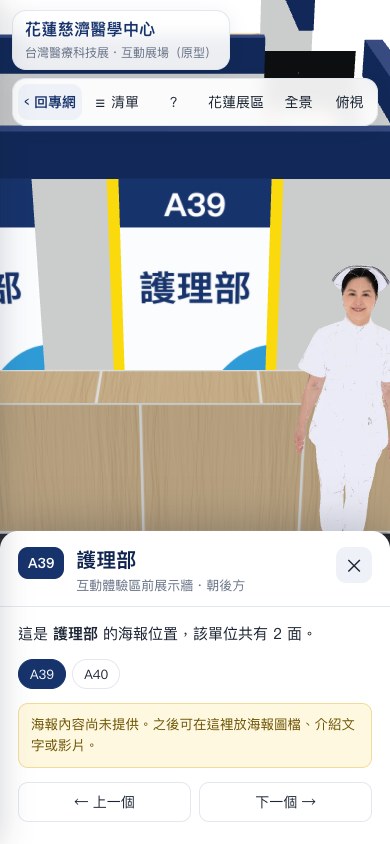 花蓮慈濟醫學中心
台灣醫療科技展・互動展場（原型）
‹ 回專網 ≡ 清單 ? 花蓮展區 全景 俯視
A39
部
護理部
A39 護理部
互動體驗區前展示牆・朝後方
×
這是 護理部 的海報位置，該單位共有 2 面。
A39 A40
海報內容尚未提供。之後可在這裡放海報圖檔、介紹文
字或影片。
← 上一個 下一個 →